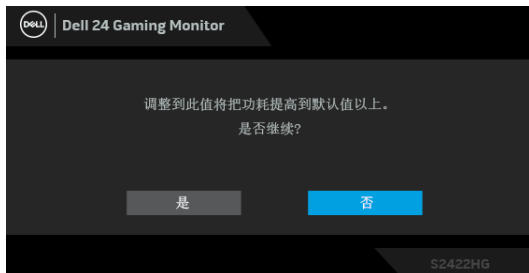 DELL
Dell 24 Gaming Monitor
调整到此值将把功耗提高到默认值以上。
是否继续?
是
否
S2422HG